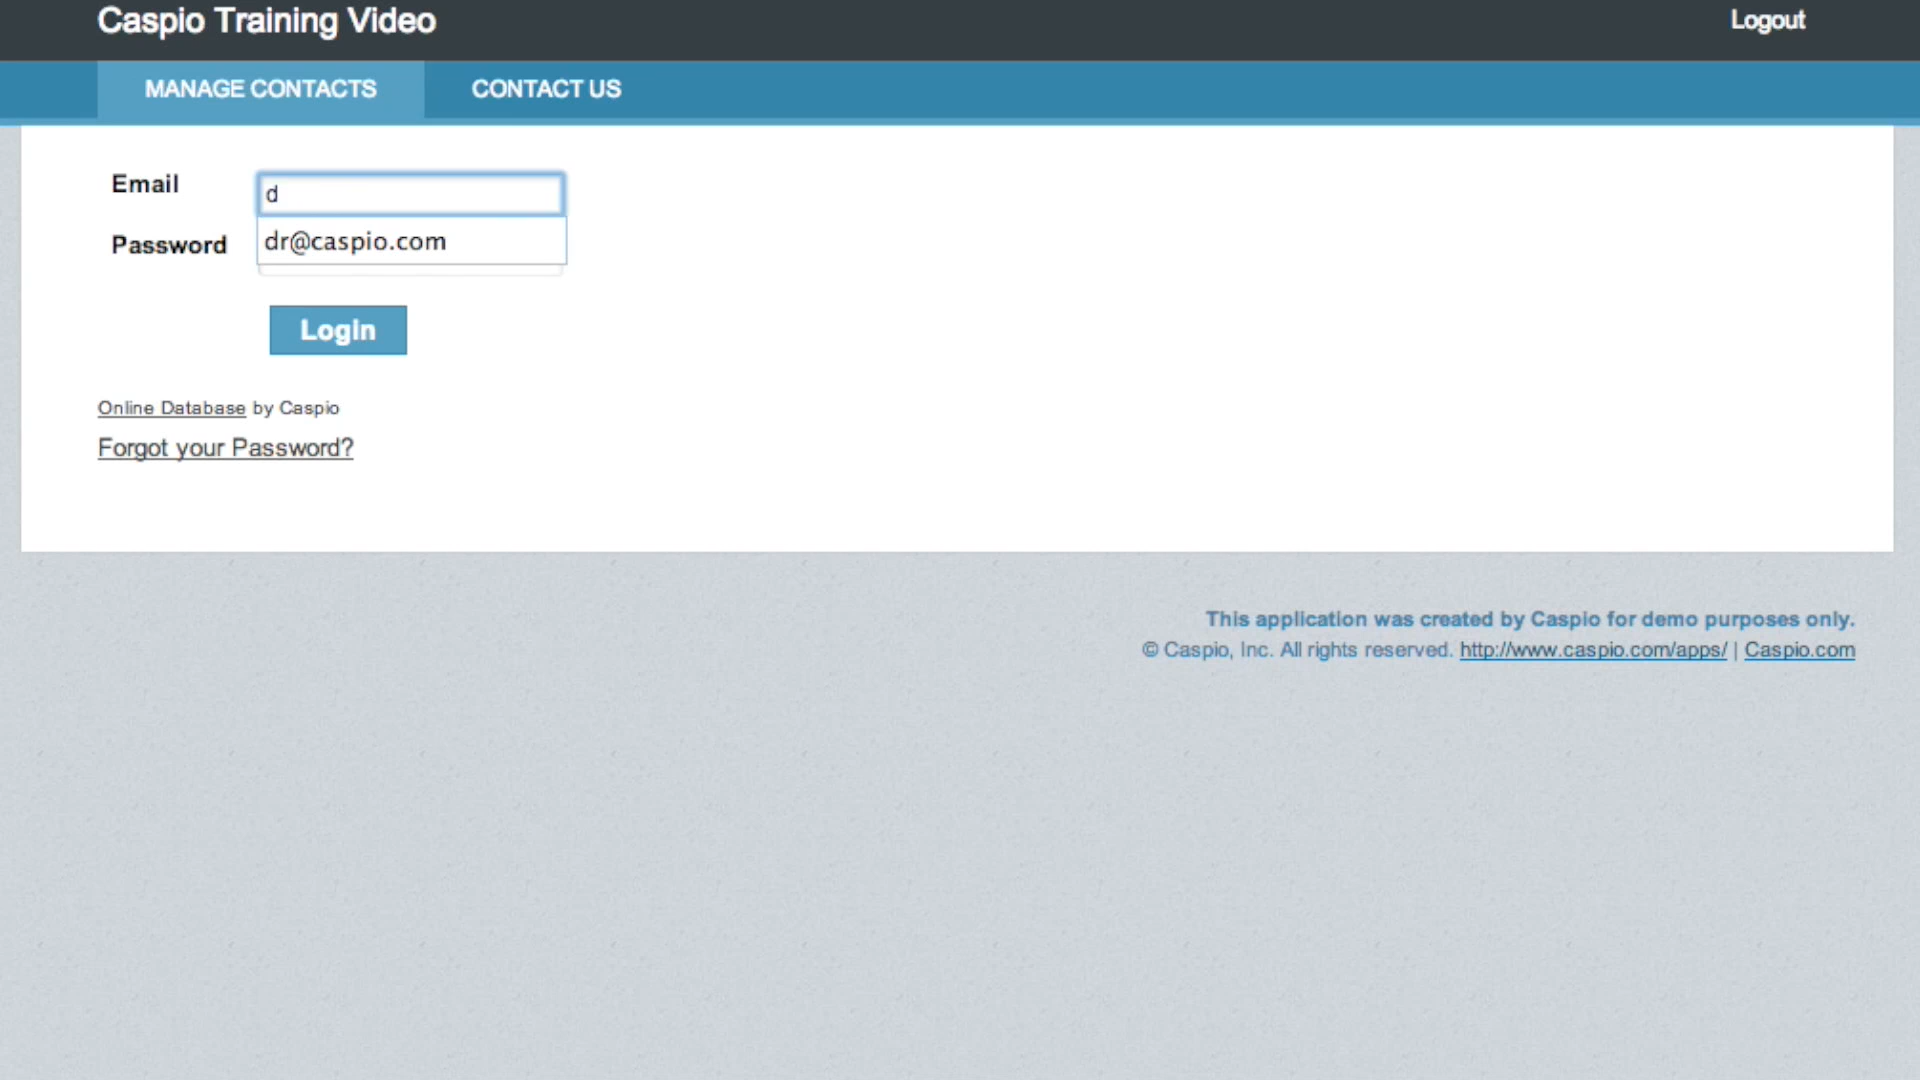 Caspio Training Video
Logout
MANAGE CONTACTS
CONTACT US
Email
d
dr@caspio.com
Password
Login
Online Database by Caspio
Forgot your Password?
This application was created by Caspio for demo purposes only.
© Caspio, Inc. All rights reserved. http://www.caspio.com/apps/ | Caspio.com